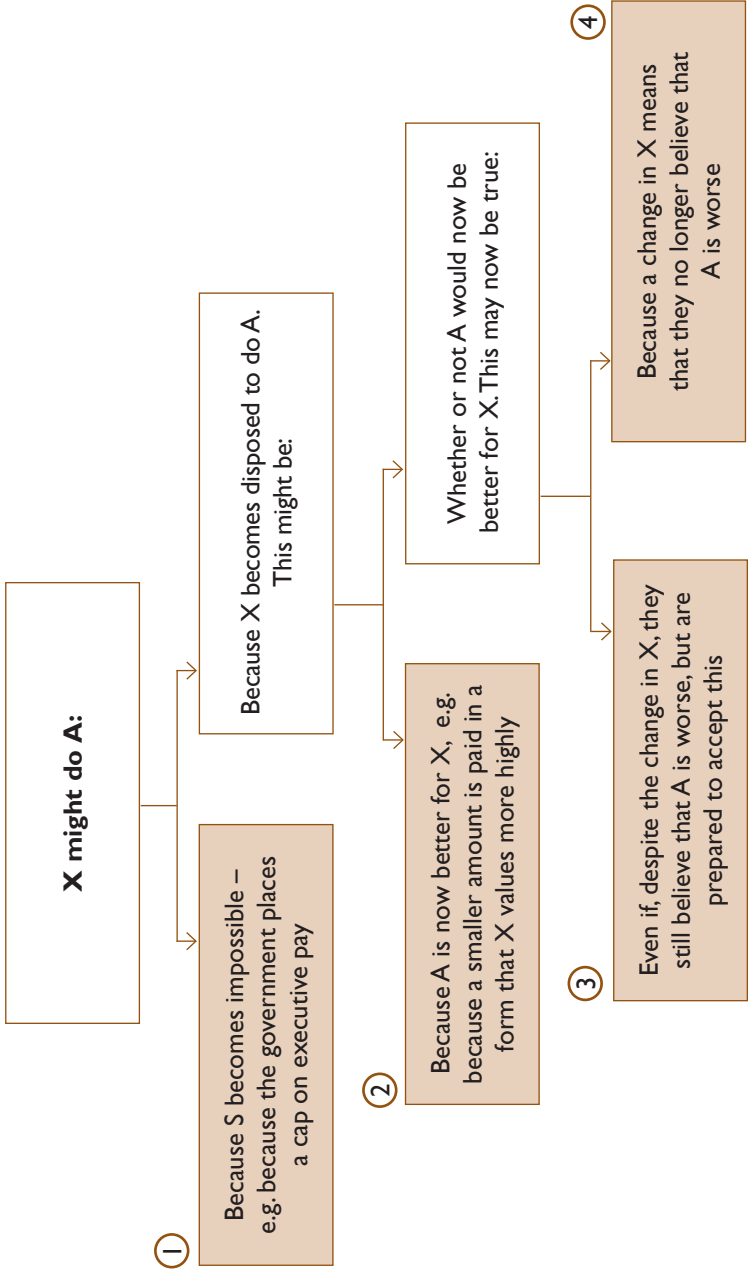 X might do A:
①
Because S becomes impossible –
e.g. because the government places
a cap on executive pay
Because X becomes disposed to do A.
This might be:
②
Because A is now better for X, e.g.
because a smaller amount is paid in a
form that X values more highly
Whether or not A would now be
better for X. This may now be true:
③
Even if, despite the change in X, they
still believe that A is worse, but are
prepared to accept this
④
Because a change in X means
that they no longer believe that
A is worse